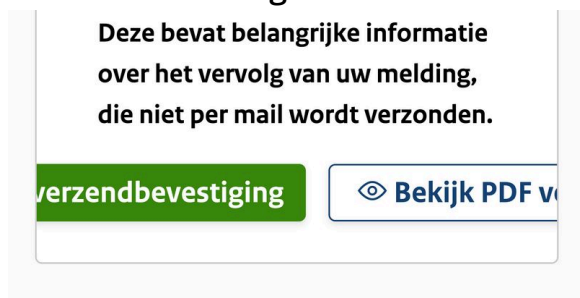 Deze bevat belangrijke informatie
over het vervolg van uw melding,
die niet per mail wordt verzonden.
verzendbevestiging Bekijk PDF